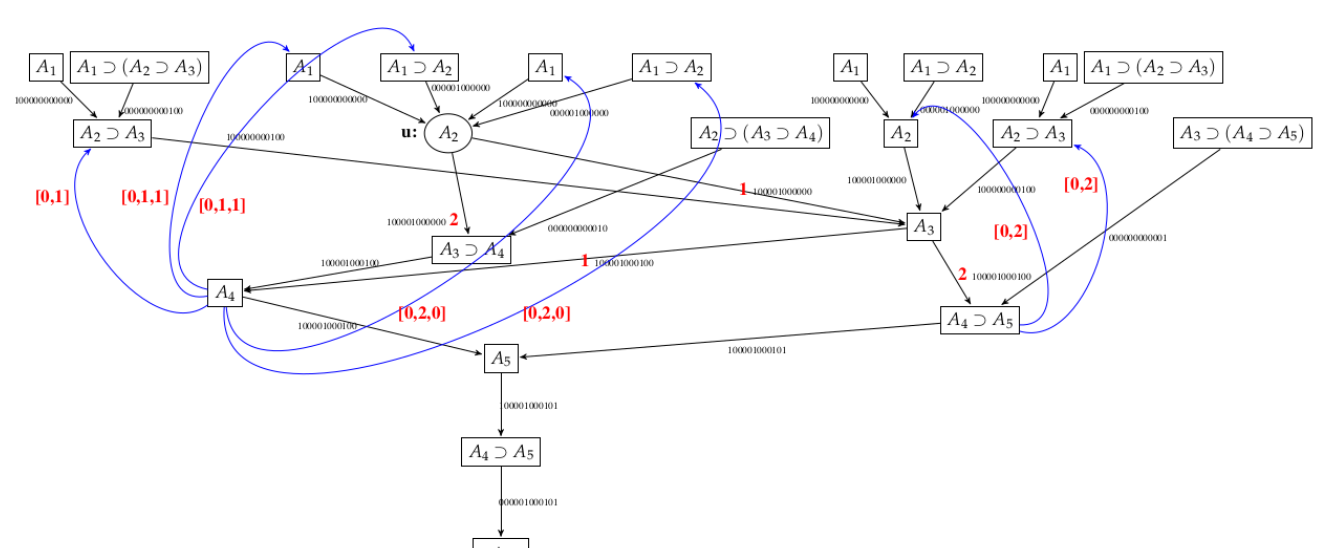 A₁ A₁ ⊃ (A₂ ⊃ A₃) A₁ A₁ ⊃ A₂ A₁ A₁ ⊃ A₂ A₁ A₁ ⊃ A₂ A₁ A₁ ⊃ (A₂ ⊃ A₃)
100000000000 000000000100 100000000000 000001000000 100000000000 000001000000 100000000000 000001000000 100000000000 000000000100
A₂ ⊃ A₃ 100000000100 u: A₂ A₂ ⊃ (A₃ ⊃ A₄) A₂ A₂ ⊃ A₃ A₃ ⊃ (A₄ ⊃ A₅)
[0,1] [0,1,1] [0,1,1] 1 100001000000 100001000000 100000000100 [0,2]
100001000000 2 000000000010 A₃ [0,2] 000000000001
A₃ ⊃ A₄
100001000100 1 100001000100 2 100001000100
A₄ [0,2,0] [0,2,0] A₄ ⊃ A₅
100001000100
A₅ 100001000101
100001000101
A₄ ⊃ A₅
000001000101